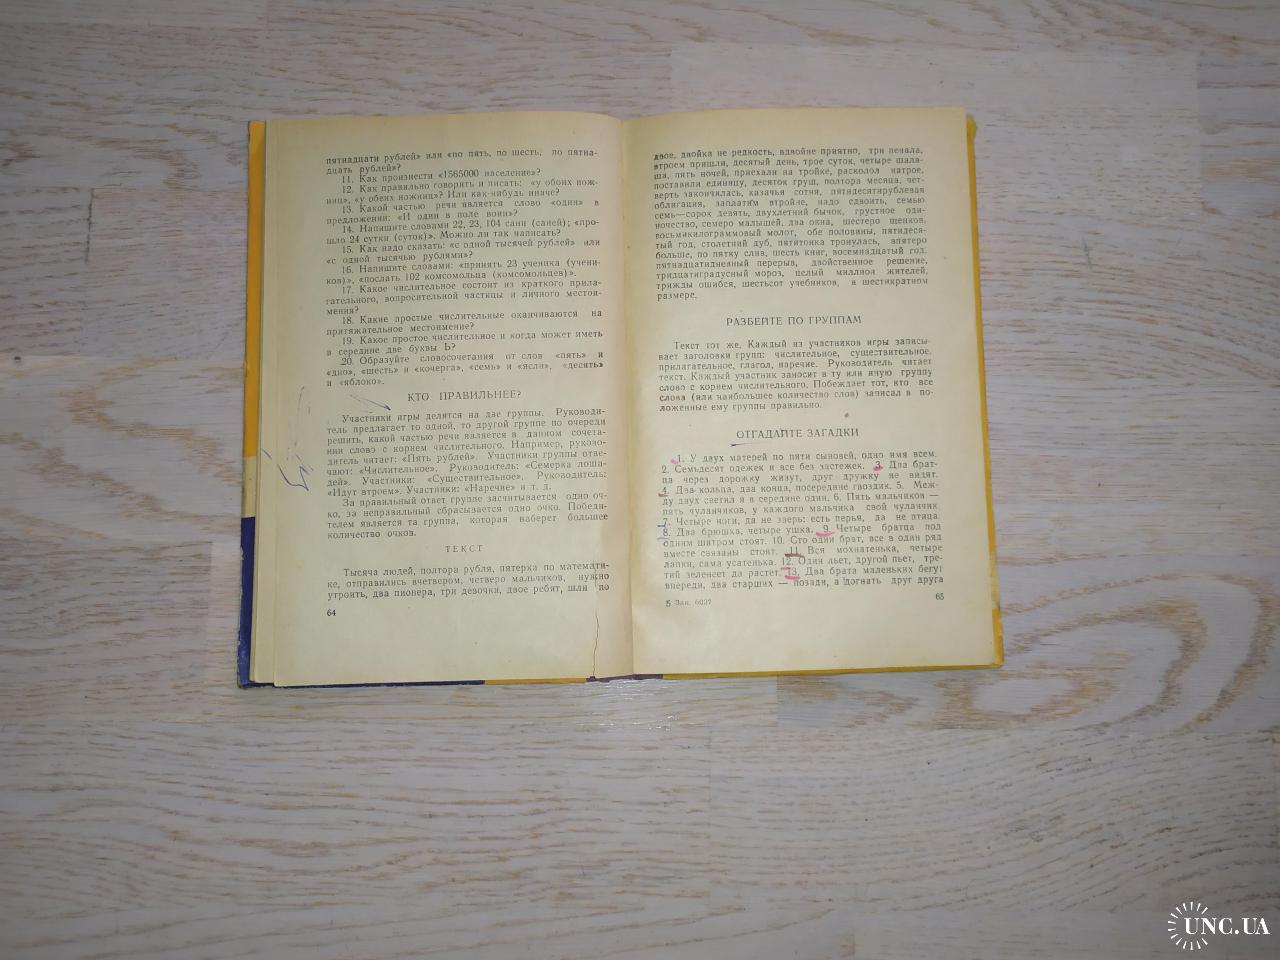 пятнадцати рублей» или «по пять, по шесть, по пятна-
дцать рублей»?
11. Как произнести «1565000 население»?
12. Как правильно говорить и писать: «у обоих нож-
ниц», «у обеих ножниц»? Или как-нибудь иначе?
13. Какой частью речи является слово «один» в
предложении: «И один в поле воин»?
14. Напишите словами 22, 23, 104 сани (саней); «про-
шло 24 сутки (суток)». Можно ли так написать?
15. Как надо сказать: «с одной тысячей рублей» или
«с одной тысячью рублями»?
16. Напишите словами: «принять 23 ученика (учени-
ков)», «послать 102 комсомольца (комсомольцев)».
17. Какое числительное состоит из краткого прила-
гательного, вопросительной частицы и личного местои-
мения?
18. Какие простые числительные оканчиваются на
притяжательное местоимение?
19. Какое простое числительное и когда может иметь
в середине две буквы Ь?
20. Образуйте словосочетания от слов «пять» и
«дно», «шесть» и «кочерга», «семь» и «ясли», «десять»
и «яблоко».
КТО ПРАВИЛЬНЕЕ?
Участники игры делятся на две группы. Руководи-
тель предлагает то одной, то другой группе по очереди
решить, какой частью речи является в данном сочета-
нии слово с корнем числительного. Например, руково-
дитель читает: «Пять рублей». Участники группы отве-
чают: «Числительное». Руководитель: «Семерка лоша-
дей». Участники: «Существительное». Руководитель:
«Идут втроем». Участники: «Наречие» и т. д.
За правильный ответ группе засчитывается одно оч-
ко, за неправильный сбрасывается одно очко. Победи-
телем является та группа, которая наберет большее
количество очков.
ТЕКСТ
Тысяча людей, полтора рубля, пятерка по математи-
ке, отправились вчетвером, четверо мальчиков, нужно
утроить, два пионера, три девочки, двое ребят, шли по
64
двое, двойка не редкость, вдвойне приятно, три пенала,
втроем пришли, десятый день, трое суток, четыре шала-
ша, пять ночей, приехали на тройке, расколол натрое,
поставили единицу, десяток груш, полтора месяца, чет-
верть закончилась, казачья сотня, пятидесятирублевая
облигация, заплатим втройне, надо сдвоить, семью
семь—сорок девять, двухлетний бычок, грустное оди-
ночество, семеро малышей, два окна, шестеро щенков,
восьмикилограммовый молот, обе половины, пятидеся-
тый год, столетний дуб, пятитонка тронулась, впятеро
больше, по пятку слив, шесть книг, восемнадцатый год,
пятнадцатидневный перерыв, двойственное решение,
тридцатиградусный мороз, целый миллион жителей,
трижды ошибся, шестьсот учебников, в шестикратном
размере.
РАЗБЕЙТЕ ПО ГРУППАМ
Текст тот же. Каждый из участников игры записы-
вает заголовки групп: числительное, существительное,
прилагательное, глагол, наречие. Руководитель читает
текст. Каждый участник заносит в ту или иную группу
слово с корнем числительного. Победает тот, кто все
слова (или наибольшее количество слов) записал в по-
ложенные ему группы правильно.
ОТГАДАЙТЕ ЗАГАДКИ
1. У двух матерей по пяти сыновей, одно имя всем.
2. Семьдесят одежек и все без застежек. 3. Два брат-
ца через дорожку живут, друг дружку не видят.
4. Два кольца, два конца, посередине гвоздик. 5. Меж-
ду двух светил я в середине один. 6. Пять мальчиков —
пять чуланчиков, у каждого мальчика свой чуланчик.
7. Четыре ноги, да не зверь: есть перья, да не птица.
8. Два брюшка, четыре ушка. 9. Четыре братца под
одним шатром стоят. 10. Сто один брат, все в один ряд
вместе связаны стоят. 11. Вся мохнатенька, четыре
лапки, сама усатенька. 12. Один льет, другой пьет, тре-
тий зеленеет да растет. 13. Два брата маленьких бегут
впереди, два старших — позади, а догнать друг друга
5 Зак. 6027
65
UNC.UA